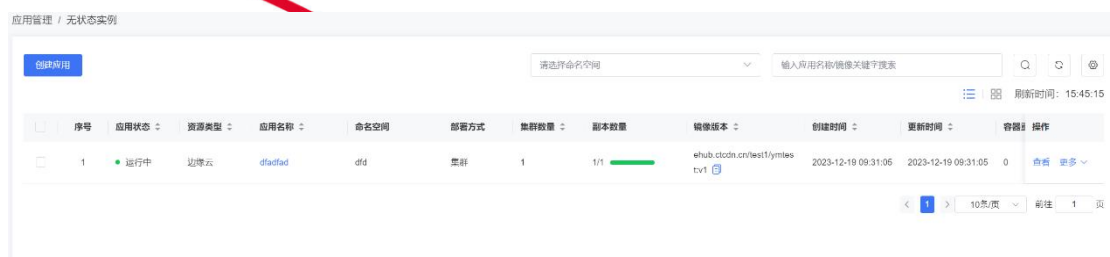 应用管理 / 无状态实例
创建应用 请选择命名空间 输入应用名称/镜像关键字搜索
刷新时间: 15:45:15
序号 应用状态 资源类型 应用名称 命名空间 部署方式 集群数量 副本数量 镜像版本 创建时间 更新时间 容器 操作
1 运行中 边缘云 dfadfad dfd 集群 1 1/1 ehub.ctcdn.cn/test1/ymtes 2023-12-19 09:31:05 2023-12-19 09:31:05 0 查看 更多
t:v1
< 1 > 10条/页 前往 1 页